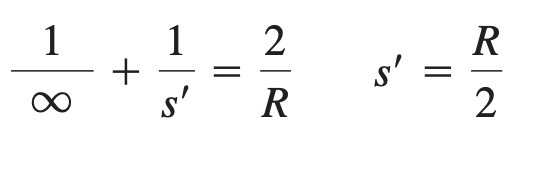 1/∞ + 1/s′ = 2/R    s′ = R/2